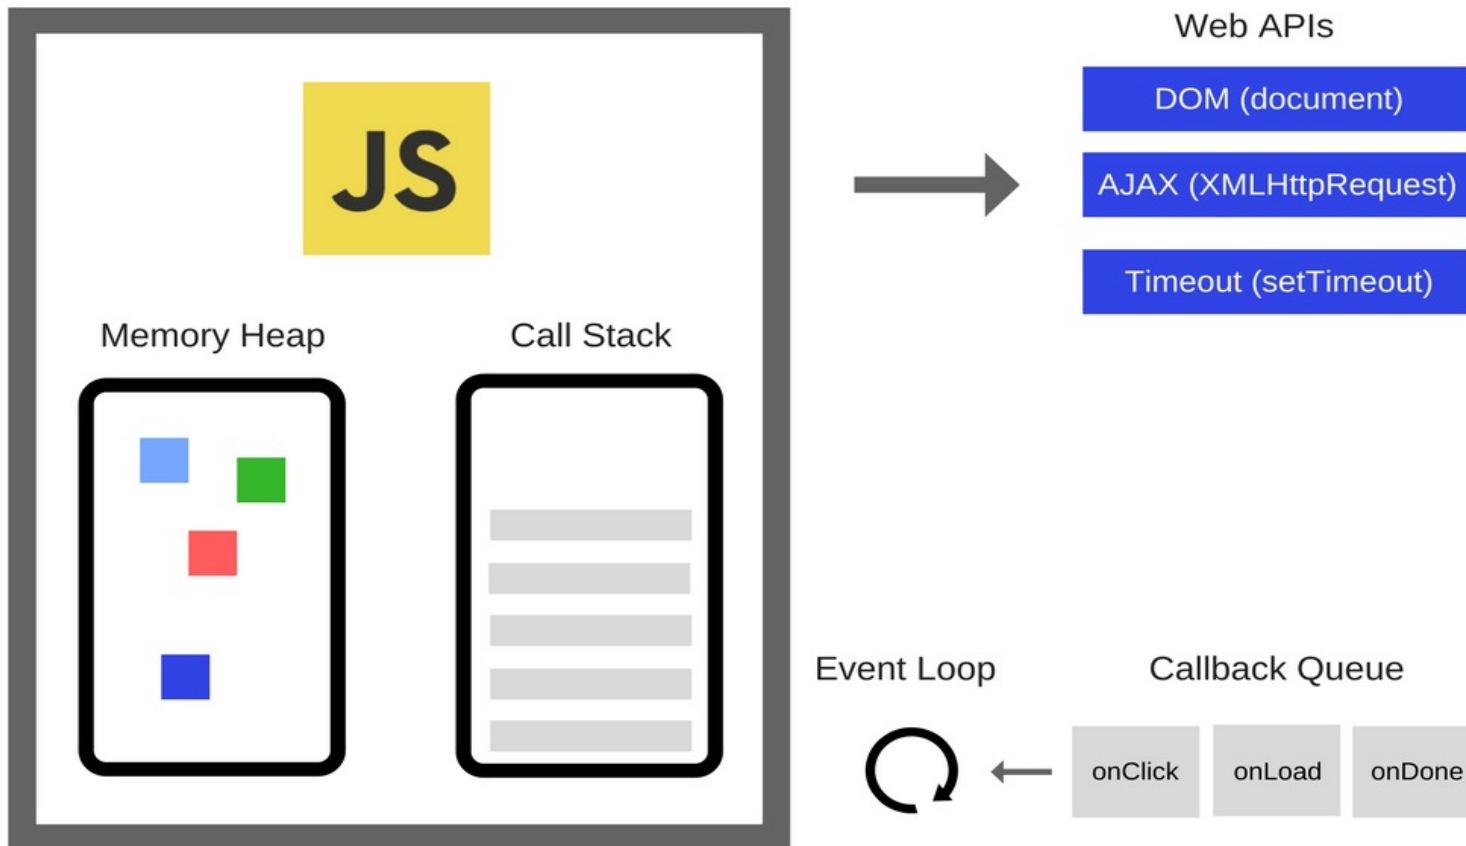 JS
Memory Heap
Call Stack
Web APIs
DOM (document)
AJAX (XMLHttpRequest)
Timeout (setTimeout)
Event Loop
Callback Queue
onClick
onLoad
onDone